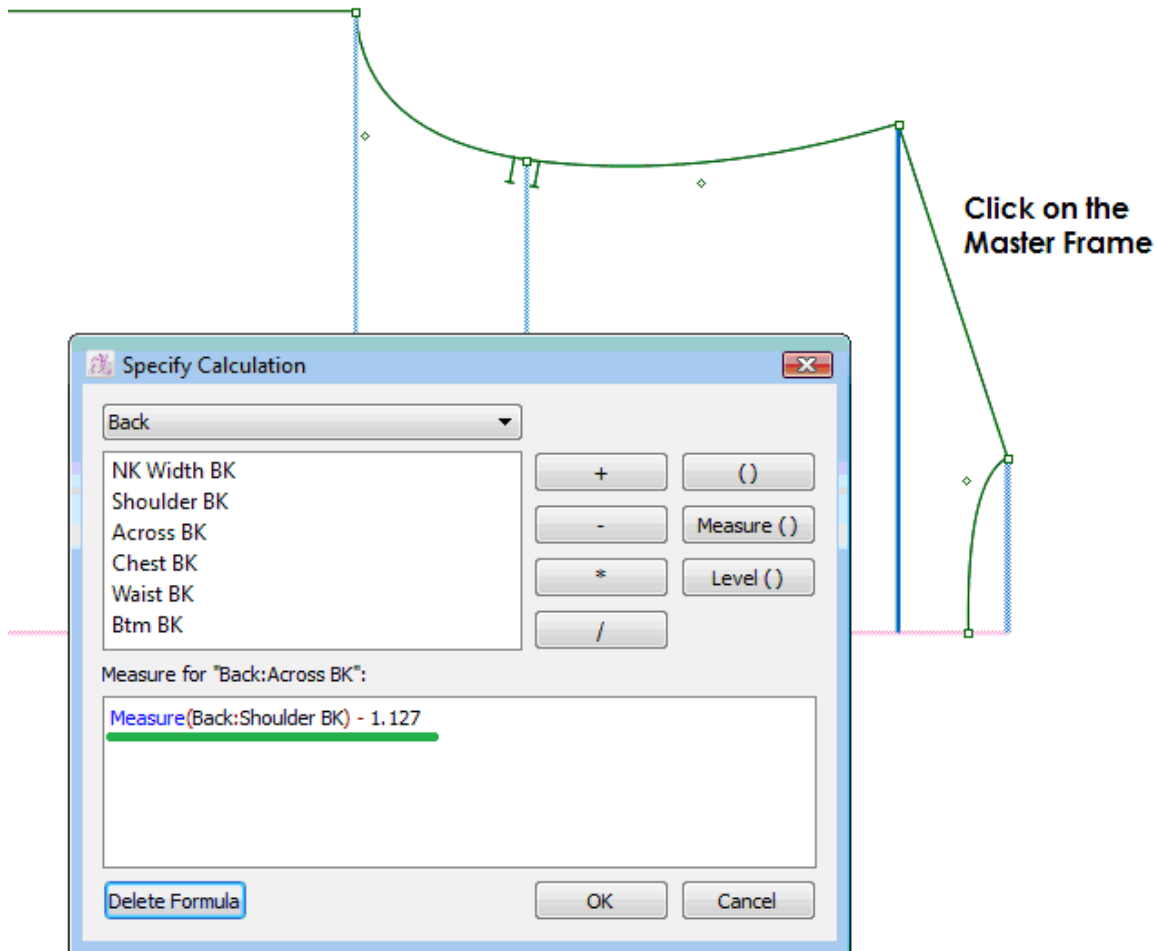 Click on the
Master Frame
Specify Calculation
Back
NK Width BK
Shoulder BK
Across BK
Chest BK
Waist BK
Btm BK
+
( )
-
Measure ( )
*
Level ( )
/
Measure for "Back:Across BK":
Measure(Back:Shoulder BK) - 1.127
Delete Formula
OK
Cancel